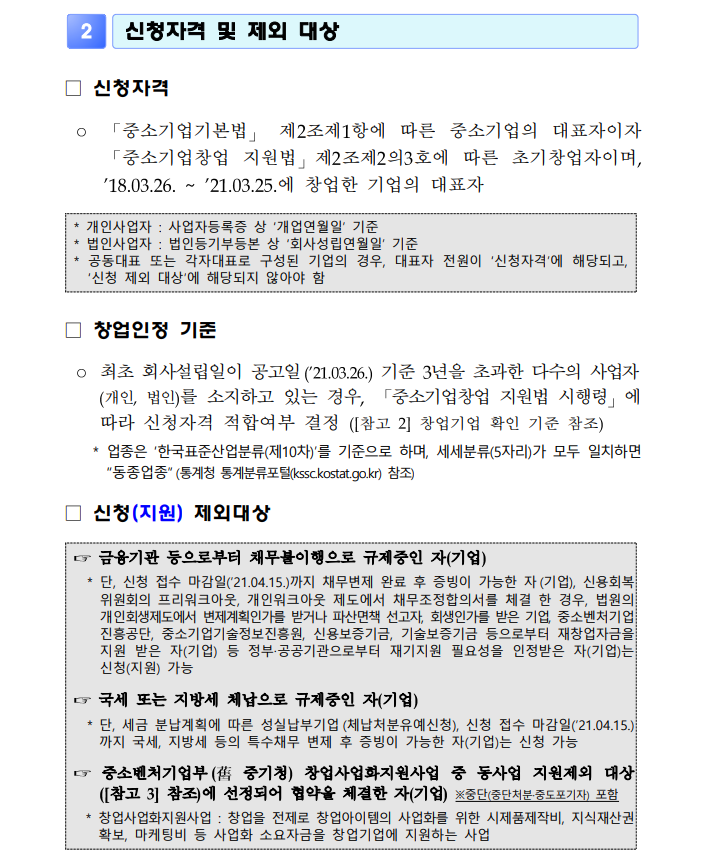 2 신청자격 및 제외 대상
□ 신청자격
○ 「중소기업기본법」 제2조제1항에 따른 중소기업의 대표자이자
「중소기업창업 지원법」제2조제2의3호에 따른 초기창업자이며,
’18.03.26. ~ ’21.03.25.에 창업한 기업의 대표자
* 개인사업자 : 사업자등록증 상 ‘개업연월일’ 기준
* 법인사업자 : 법인등기부등본 상 ‘회사성립연월일’ 기준
* 공동대표 또는 각자대표로 구성된 기업의 경우, 대표자 전원이 ‘신청자격’에 해당되고,
‘신청 제외 대상’에 해당되지 않아야 함
□ 창업인정 기준
○ 최초 회사설립일이 공고일(’21.03.26.) 기준 3년을 초과한 다수의 사업자
(개인, 법인)를 소지하고 있는 경우, 「중소기업창업 지원법 시행령」에
따라 신청자격 적합여부 결정 ([참고 2] 창업기업 확인 기준 참조)
* 업종은 ‘한국표준산업분류(제10차)’를 기준으로 하며, 세세분류(5자리)가 모두 일치하면
“동종업종” (통계청 통계분류포털(kssc.kostat.go.kr) 참조)
□ 신청(지원) 제외대상
☞ 금융기관 등으로부터 채무불이행으로 규제중인 자(기업)
* 단, 신청 접수 마감일(’21.04.15.)까지 채무변제 완료 후 증빙이 가능한 자(기업), 신용회복
위원회의 프리워크아웃, 개인워크아웃 제도에서 채무조정합의서를 체결 한 경우, 법원의
개인회생제도에서 변제계획인가를 받거나 파산면책 선고자, 회생인가를 받은 기업, 중소벤처기업
진흥공단, 중소기업기술정보진흥원, 신용보증기금, 기술보증기금 등으로부터 재창업자금을
지원 받은 자(기업) 등 정부·공공기관으로부터 재기지원 필요성을 인정받은 자(기업)는
신청(지원) 가능
☞ 국세 또는 지방세 체납으로 규제중인 자(기업)
* 단, 세금 분납계획에 따른 성실납부기업(체납처분유예신청), 신청 접수 마감일(’21.04.15.)
까지 국세, 지방세 등의 특수채무 변제 후 증빙이 가능한 자(기업)는 신청 가능
☞ 중소벤처기업부(舊 중기청) 창업사업화지원사업 중 동사업 지원제외 대상
([참고 3] 참조)에 선정되어 협약을 체결한 자(기업) ※중단(중단처분·중도포기자) 포함
* 창업사업화지원사업 : 창업을 전제로 창업아이템의 사업화를 위한 시제품제작비, 지식재산권
확보, 마케팅비 등 사업화 소요자금을 창업기업에 지원하는 사업